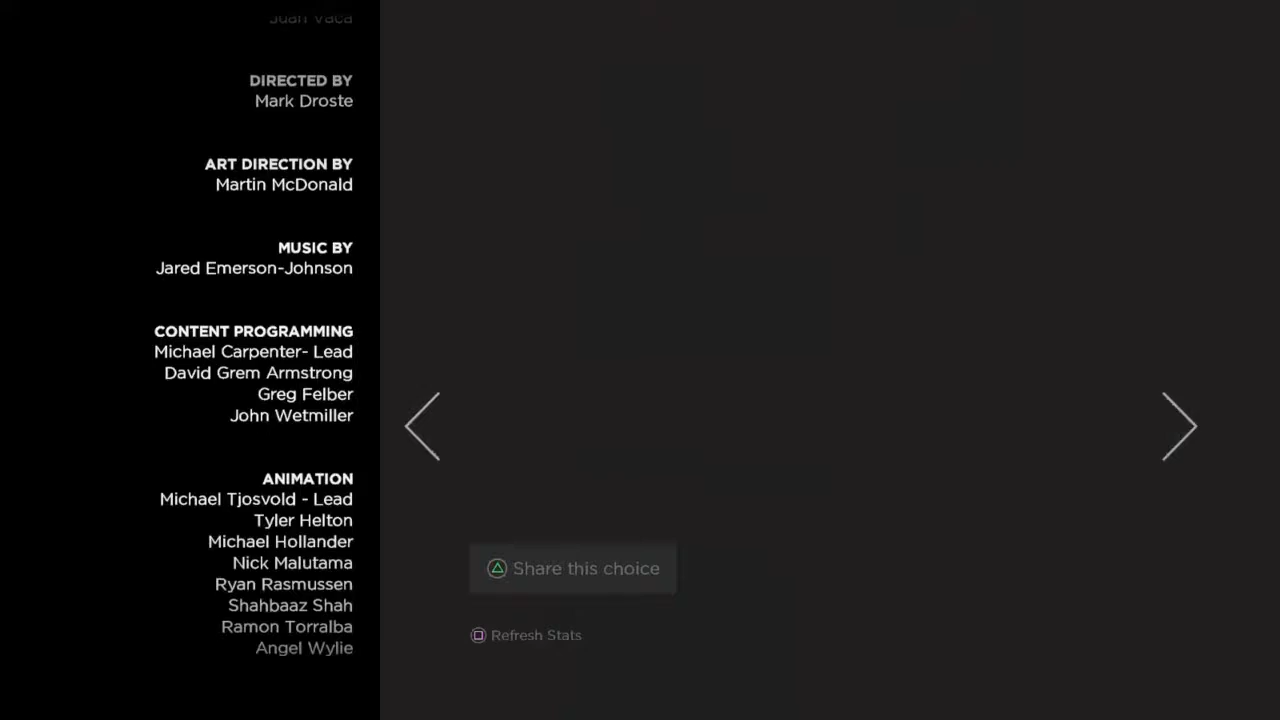 Juan Vaca
DIRECTED BY
Mark Droste
ART DIRECTION BY
Martin McDonald
MUSIC BY
Jared Emerson-Johnson
CONTENT PROGRAMMING
Michael Carpenter- Lead
David Grem Armstrong
Greg Felber
John Wetmiller
ANIMATION
Michael Tjosvold - Lead
Tyler Helton
Michael Hollander
Nick Malutama
Ryan Rasmussen
Shahbaaz Shah
Ramon Torralba
Angel Wylie
Share this choice
Refresh Stats